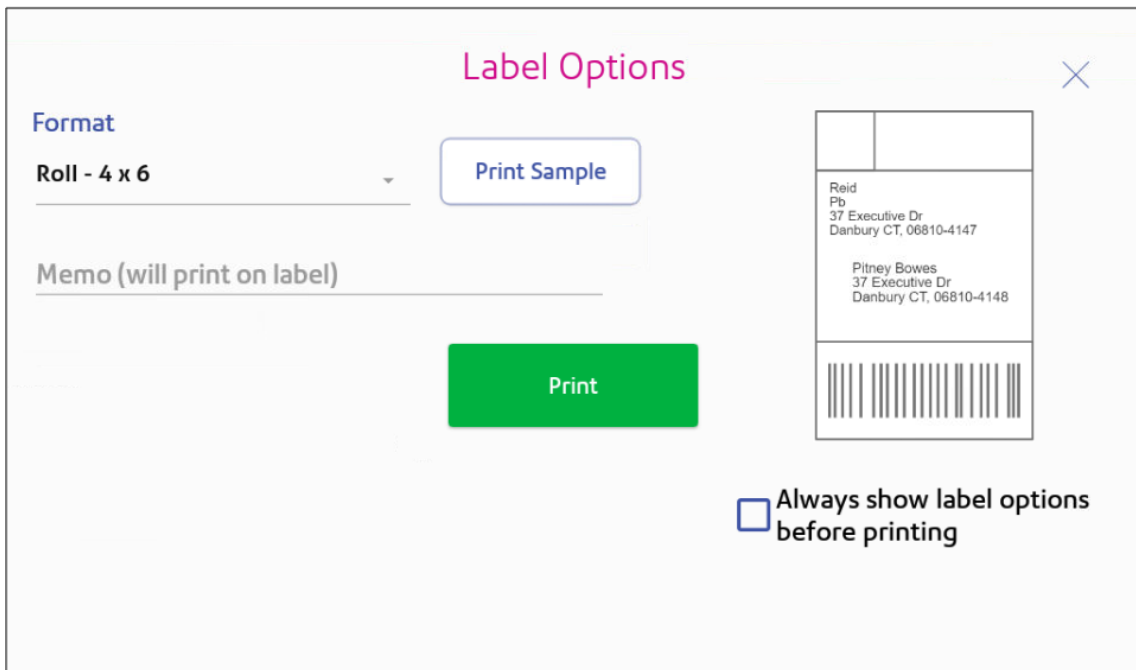 Label Options
Format
Roll - 4 x 6
Print Sample
Memo (will print on label)
Print
Reid
Pb
37 Executive Dr
Danbury CT, 06810-4147
Pitney Bowes
37 Executive Dr
Danbury CT, 06810-4148
Always show label options
before printing